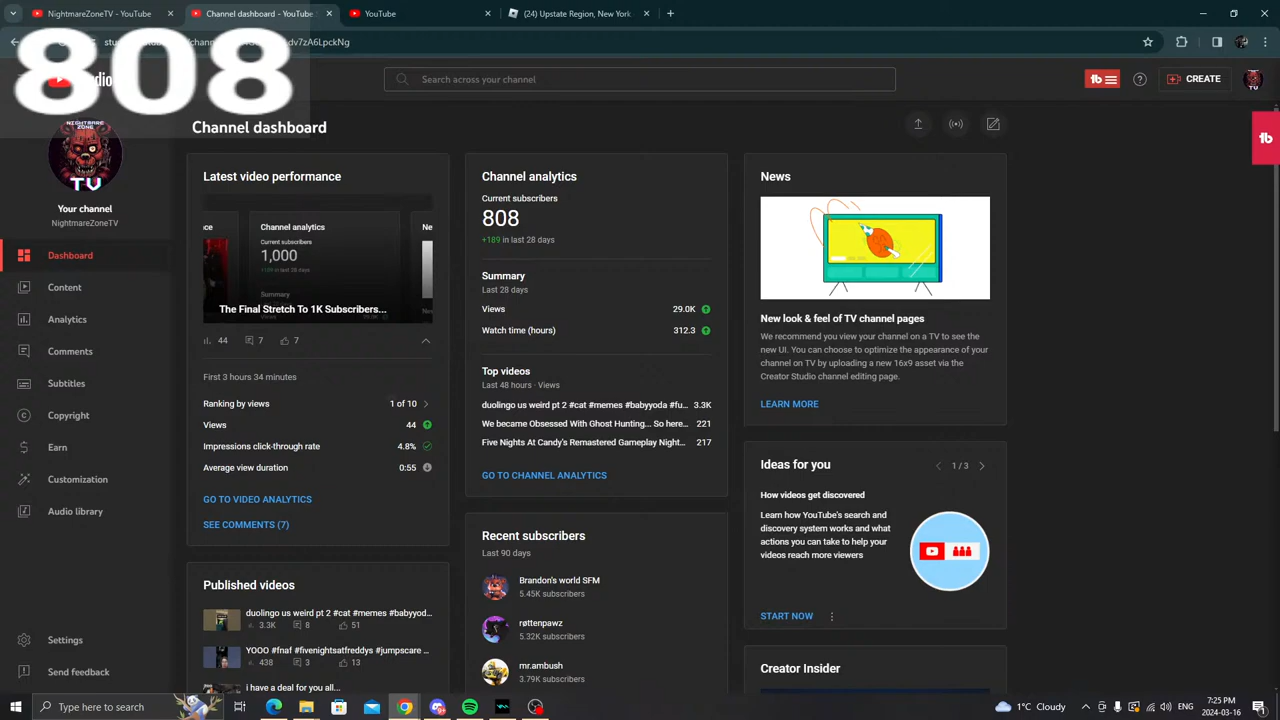 NightmareZoneTV - YouTube
Channel dashboard - YouTube S
YouTube
(24) Upstate Region, New York
808
Search across your channel
CREATE
NIGHTMARE ZONE
TV
Your channel
NightmareZoneTV
Dashboard
Content
Analytics
Comments
Subtitles
Copyright
Earn
Customization
Audio library
Settings
Send feedback
Channel dashboard
Latest video performance
Channel analytics
Current subscribers
1,000
+189 in last 28 days
Summary
The Final Stretch To 1K Subscribers...
44
7
7
First 3 hours 34 minutes
Ranking by views
1 of 10
Views
44
Impressions click-through rate
4.8%
Average view duration
0:55
GO TO VIDEO ANALYTICS
SEE COMMENTS (7)
Published videos
duolingo us weird pt 2 #cat #memes #babyyod...
3.3K
8
51
YOOO #fnaf #fivenightsatfreddys #jumpscare ...
438
3
13
i have a deal for you all...
Channel analytics
Current subscribers
808
+189 in last 28 days
Summary
Last 28 days
Views
29.0K
Watch time (hours)
312.3
Top videos
Last 48 hours · Views
duolingo us weird pt 2 #cat #memes #babyyoda #fu...
3.3K
We became Obsessed With Ghost Hunting... So here...
221
Five Nights At Candy's Remastered Gameplay Night...
217
GO TO CHANNEL ANALYTICS
Recent subscribers
Last 90 days
Brandon's world SFM
5.45K subscribers
røttenpawz
5.32K subscribers
mr.ambush
3.79K subscribers
News
New look & feel of TV channel pages
We recommend you view your channel on a TV to see the
new UI. You can choose to optimize the appearance of your
channel on TV by uploading a new 16x9 asset via the
Creator Studio channel editing page.
LEARN MORE
Ideas for you
1 / 3
How videos get discovered
Learn how YouTube's search and
discovery system works and what
actions you can take to help your
videos reach more viewers
START NOW
Creator Insider
Type here to search
1°C Cloudy
ENG
7:25 PM
2024-03-16